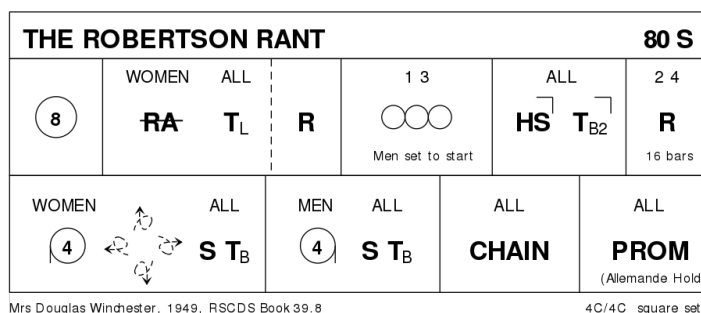 THE ROBERTSON RANT 80 S
WOMEN ALL 1 3 ALL 2 4
8 RA TL R HS TB2 R
Men set to start 16 bars
WOMEN ALL MEN ALL ALL ALL
4 S TB 4 S TB CHAIN PROM
(Allemande Hold
Mrs Douglas Winchester, 1949, RSCDS Book 39.8 4C/4C square set